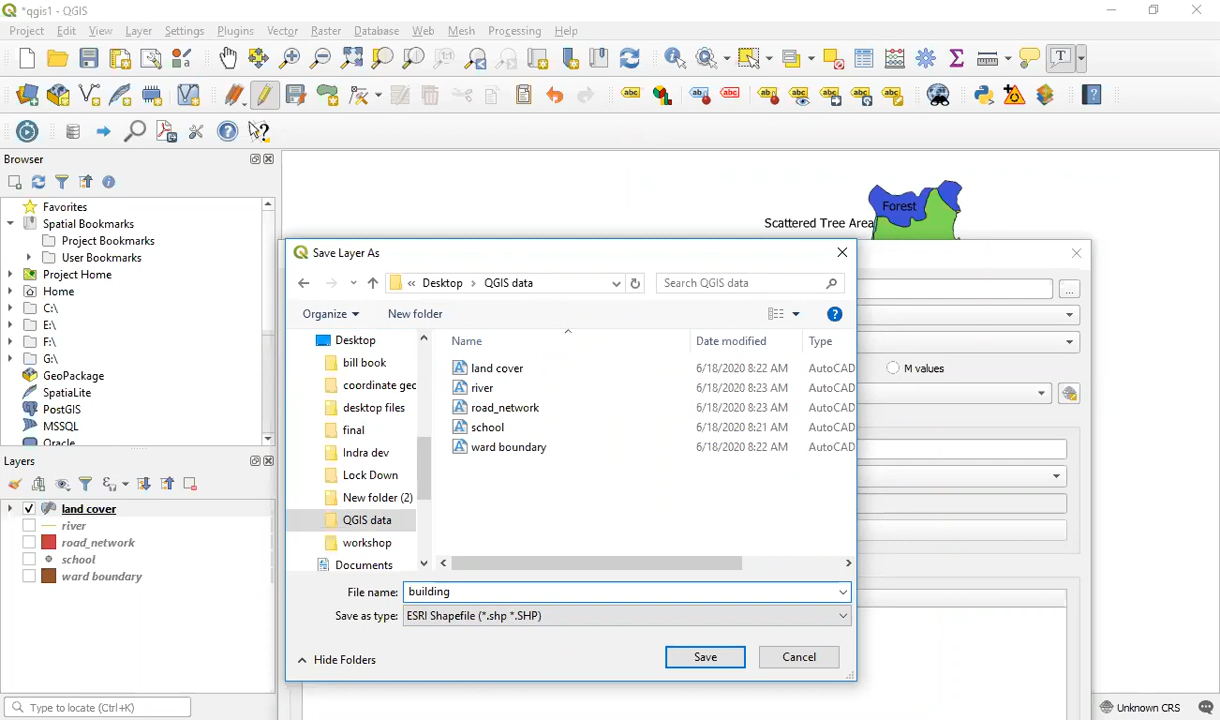 *qgis1 - QGIS
Project Edit View Layer Settings Plugins Vector Raster Database Web Mesh Processing Help
Browser
Favorites
Spatial Bookmarks
Project Bookmarks
User Bookmarks
Project Home
Home
C:\
E:\
F:\
G:\
GeoPackage
SpatiaLite
PostGIS
MSSQL
Oracle
Layers
land cover
river
road_network
school
ward boundary
Type to locate (Ctrl+K)
Forest
Scattered Tree Area
Save Layer As
« Desktop › QGIS data
Search QGIS data
Organize
New folder
Desktop
bill book
coordinate geo
desktop files
final
Indra dev
Lock Down
New folder (2)
QGIS data
workshop
Documents
Name Date modified Type
land cover 6/18/2020 8:22 AM AutoCAD
river 6/18/2020 8:23 AM AutoCAD
road_network 6/18/2020 8:23 AM AutoCAD
school 6/18/2020 8:21 AM AutoCAD
ward boundary 6/18/2020 8:22 AM AutoCAD
File name: building
Save as type: ESRI Shapefile (*.shp *.SHP)
Hide Folders
Save
Cancel
...
M values
Unknown CRS